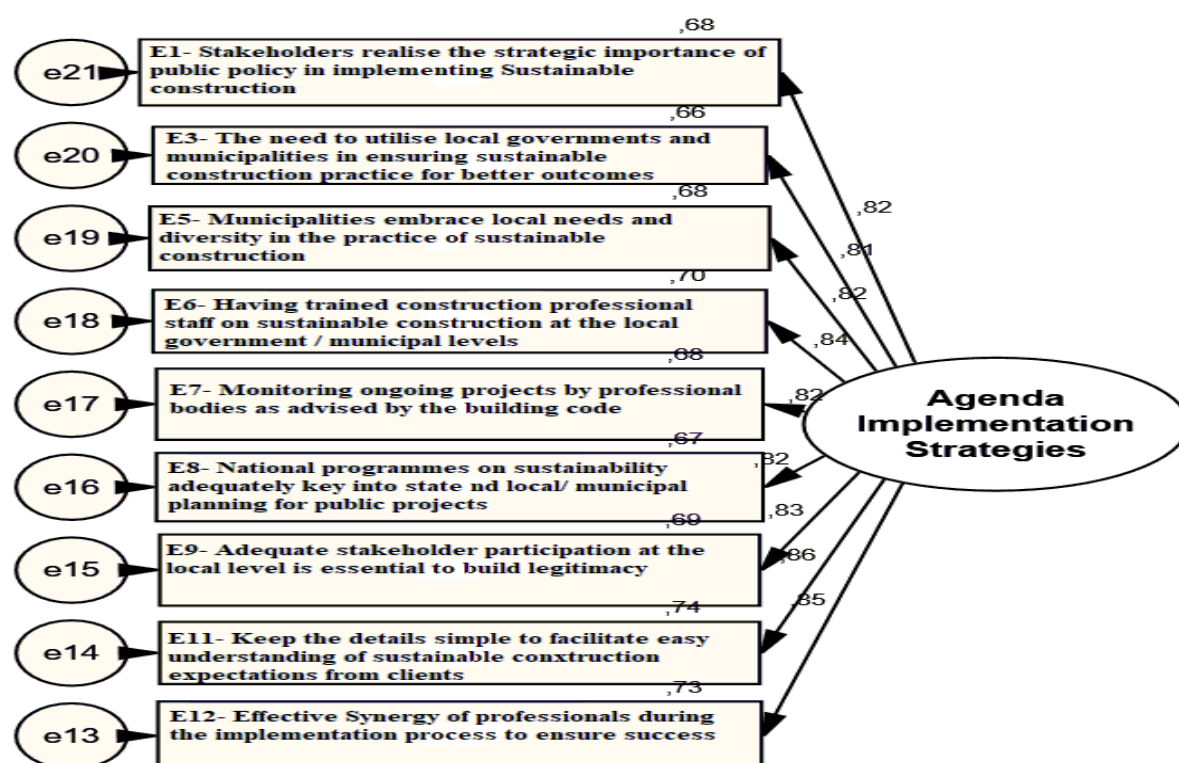 ,68
e21
E1- Stakeholders realise the strategic importance of
public policy in implementing Sustainable
construction
,66
e20
E3- The need to utilise local governments and
municipalities in ensuring sustainable
construction practice for better outcomes
,68
e19
E5- Municipalities embrace local needs and
diversity in the practice of sustainable
construction
,70
e18
E6- Having trained construction professional
staff on sustainable construction at the local
government / municipal levels
,68
e17
E7- Monitoring ongoing projects by professional
bodies as advised by the building code
,67
e16
E8- National programmes on sustainability
adequately key into state nd local/ municipal
planning for public projects
,69
e15
E9- Adequate stakeholder participation at the
local level is essential to build legitimacy
,74
e14
E11- Keep the details simple to facilitate easy
understanding of sustainable conxtruction
expectations from clients
,73
e13
E12- Effective Synergy of professionals during
the implementation process to ensure success
,82
,81
,82
,84
,82
,82
,83
,86
,85
Agenda
Implementation
Strategies